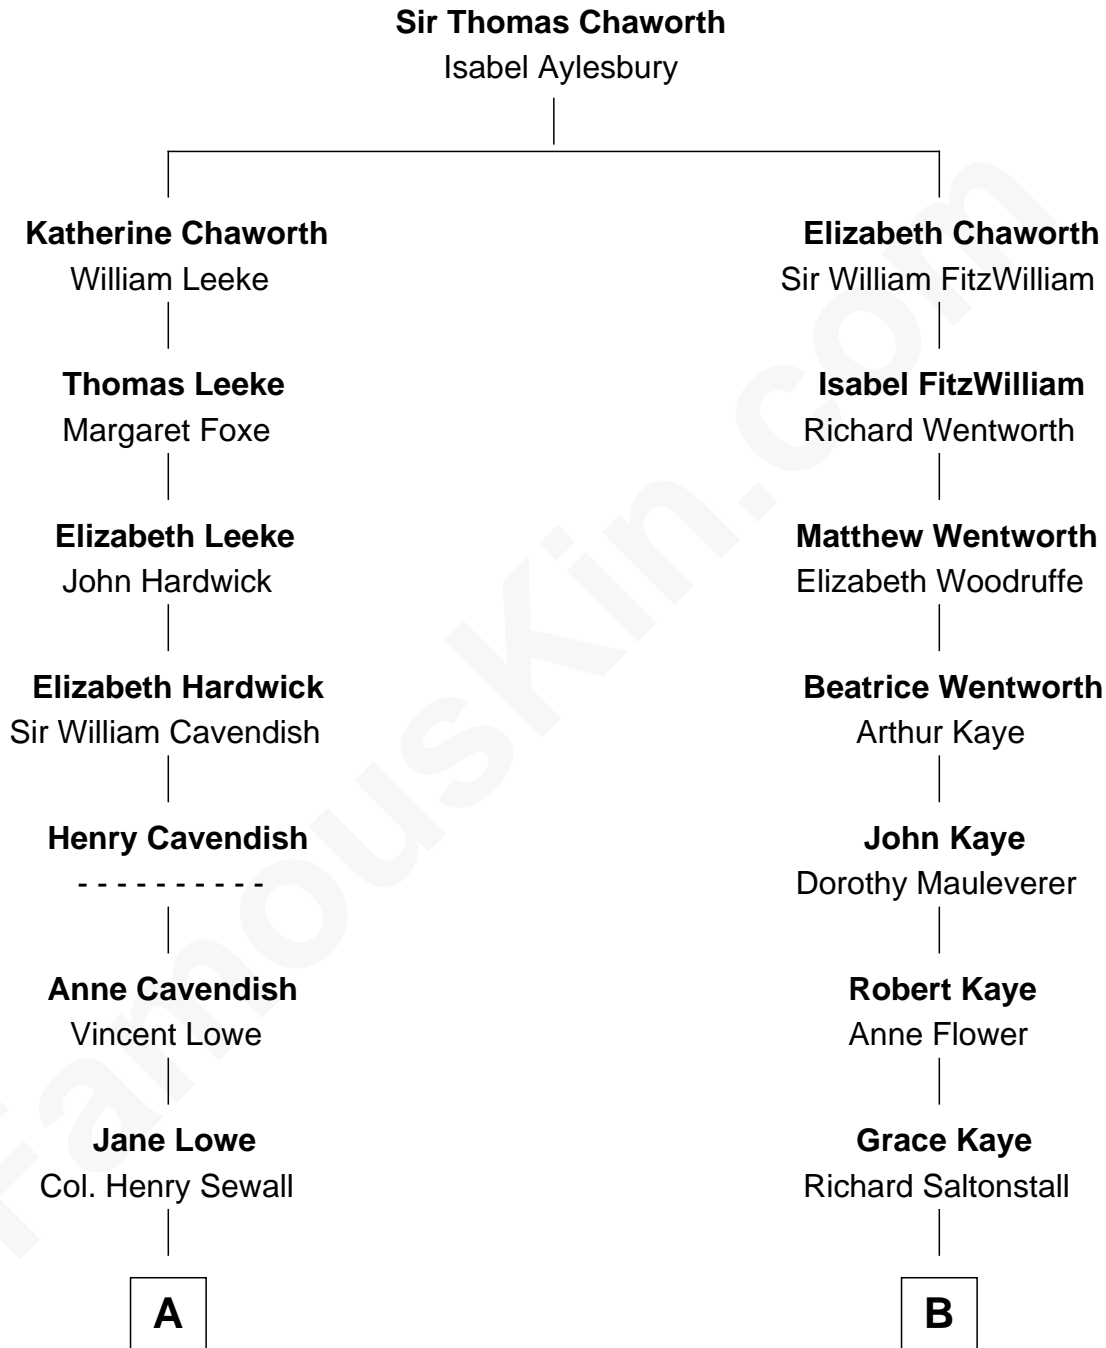 Sir Thomas Chaworth
Isabel Aylesbury
Katherine Chaworth
William Leeke
Elizabeth Chaworth
Sir William FitzWilliam
Thomas Leeke
Margaret Foxe
Isabel FitzWilliam
Richard Wentworth
Elizabeth Leeke
John Hardwick
Matthew Wentworth
Elizabeth Woodruffe
Elizabeth Hardwick
Sir William Cavendish
Beatrice Wentworth
Arthur Kaye
Henry Cavendish
- - - - - - - - - -
John Kaye
Dorothy Mauleverer
Anne Cavendish
Vincent Lowe
Robert Kaye
Anne Flower
Jane Lowe
Col. Henry Sewall
Grace Kaye
Richard Saltonstall
A
B
FamousKin.com